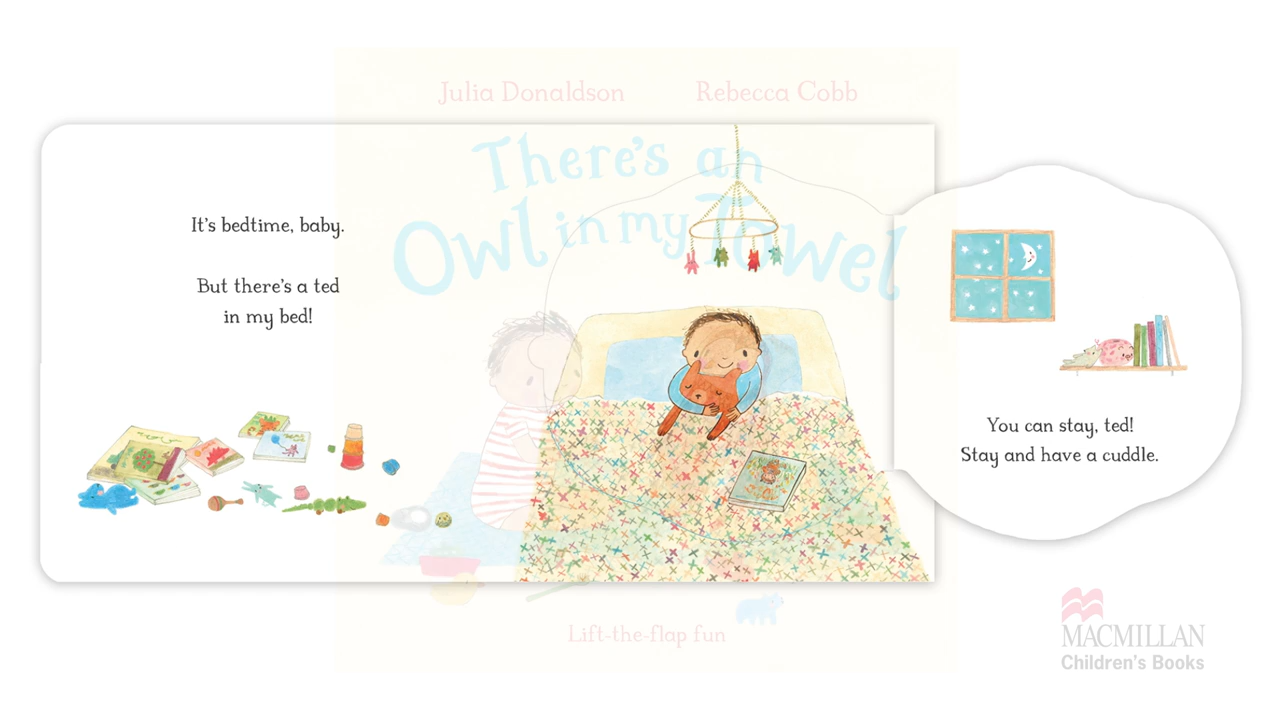 Julia Donaldson Rebecca Cobb
There's an
Owl in my Towel
It's bedtime, baby.
But there's a ted
in my bed!
You can stay, ted!
Stay and have a cuddle.
Lift-the-flap fun
MACMILLAN
Children's Books